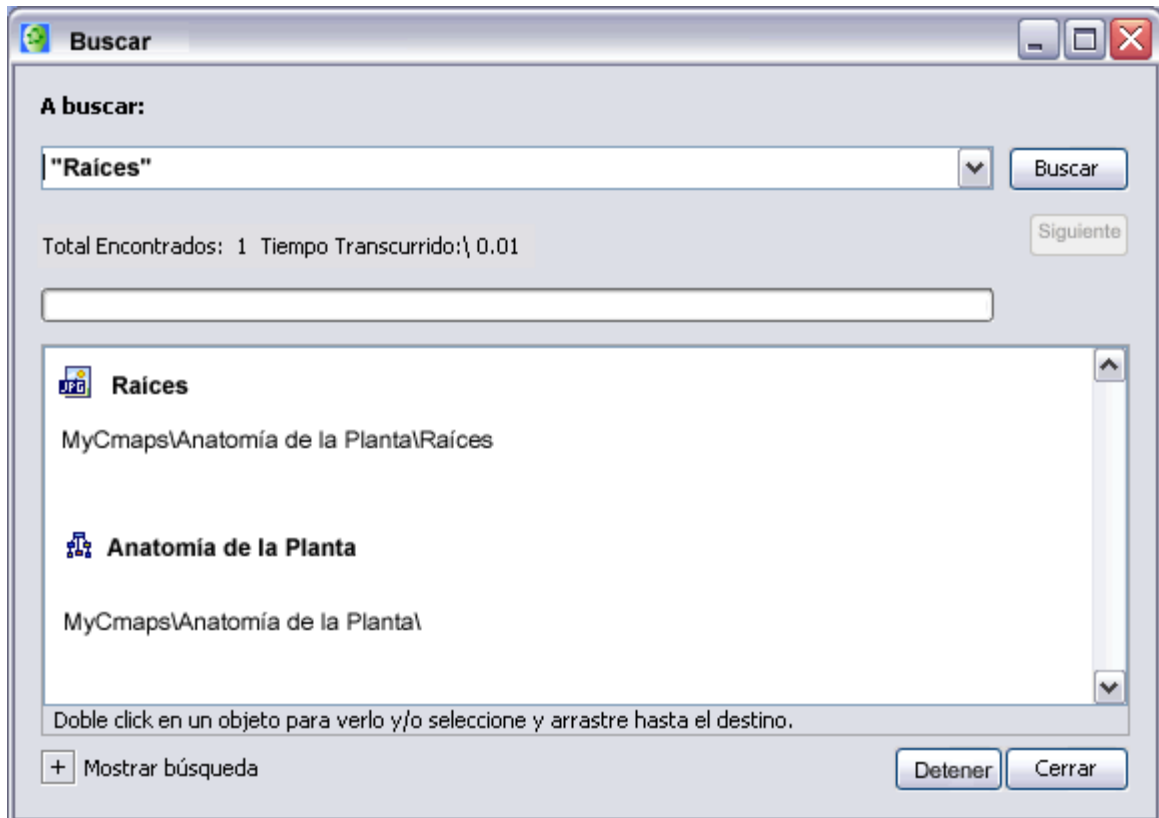 Buscar
A buscar:
"Raíces"
Buscar
Siguiente
Total Encontrados: 1 Tiempo Transcurrido:\ 0.01
JPG
Raíces
MyCmaps\Anatomía de la Planta\Raíces
Anatomía de la Planta
MyCmaps\Anatomía de la Planta\
Doble click en un objeto para verlo y/o seleccione y arrastre hasta el destino.
+ Mostrar búsqueda
Detener
Cerrar